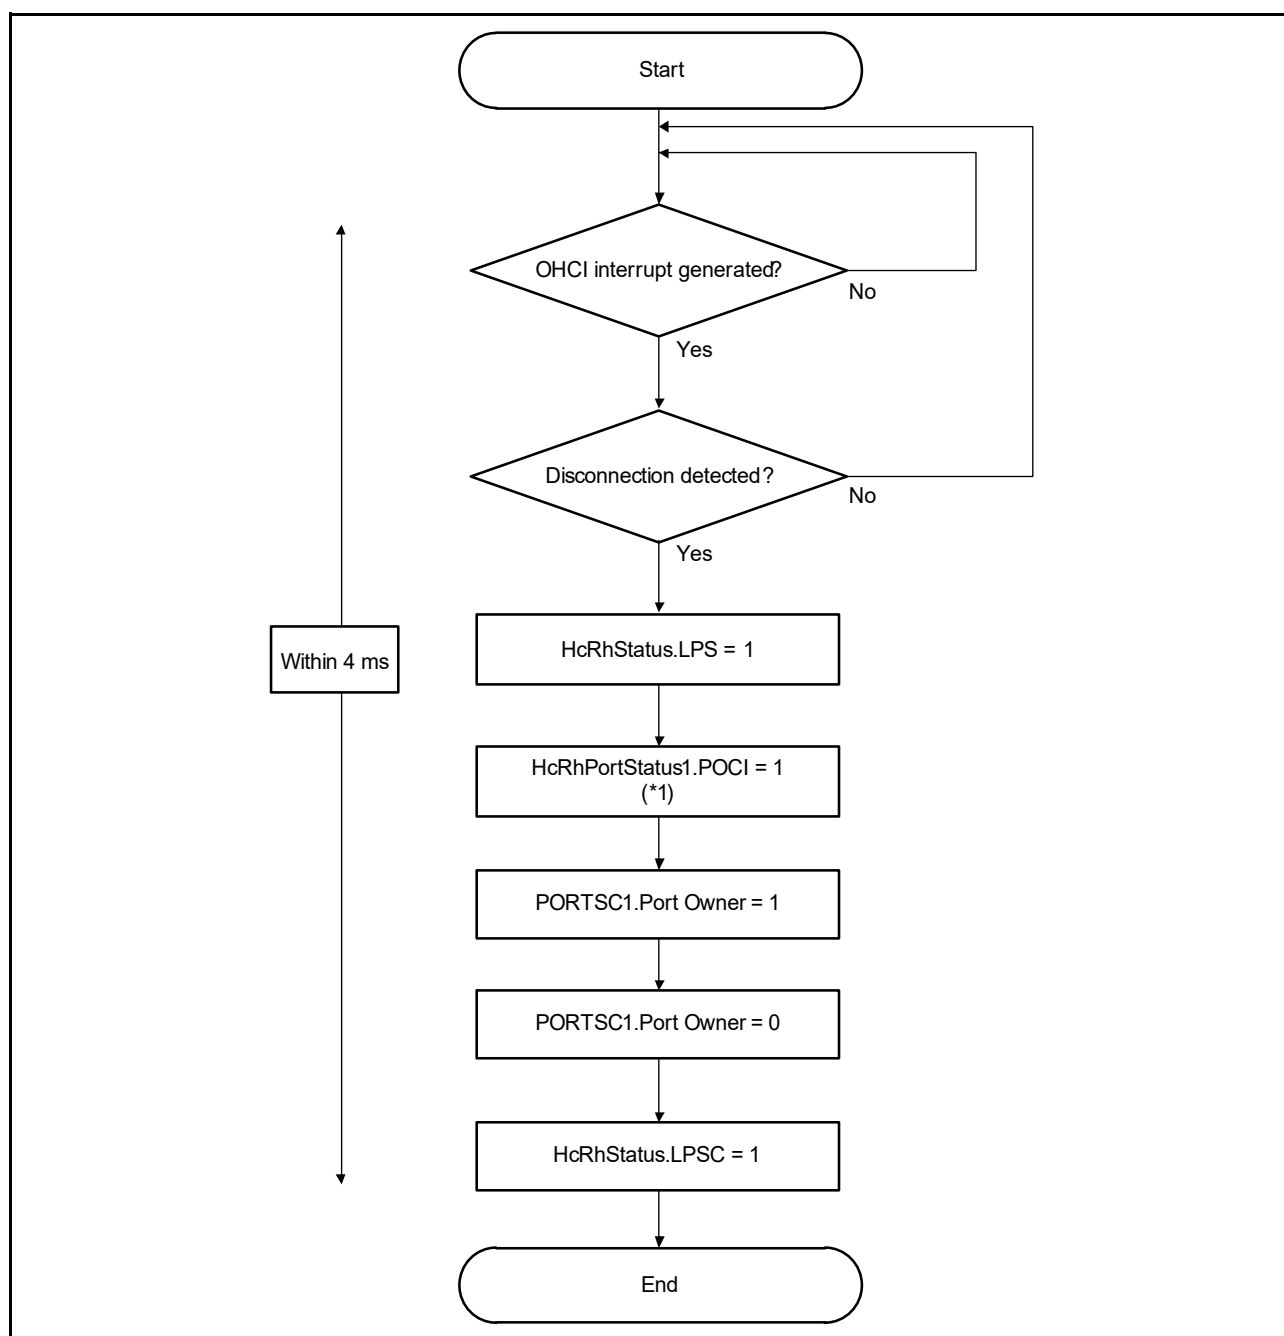 Start
OHCI interrupt generated?
No
Yes
Disconnection detected?
No
Yes
HcRhStatus.LPS = 1
Within 4 ms
HcRhPortStatus1.POCI = 1
(*1)
PORTSC1.Port Owner = 1
PORTSC1.Port Owner = 0
HcRhStatus.LPSC = 1
End